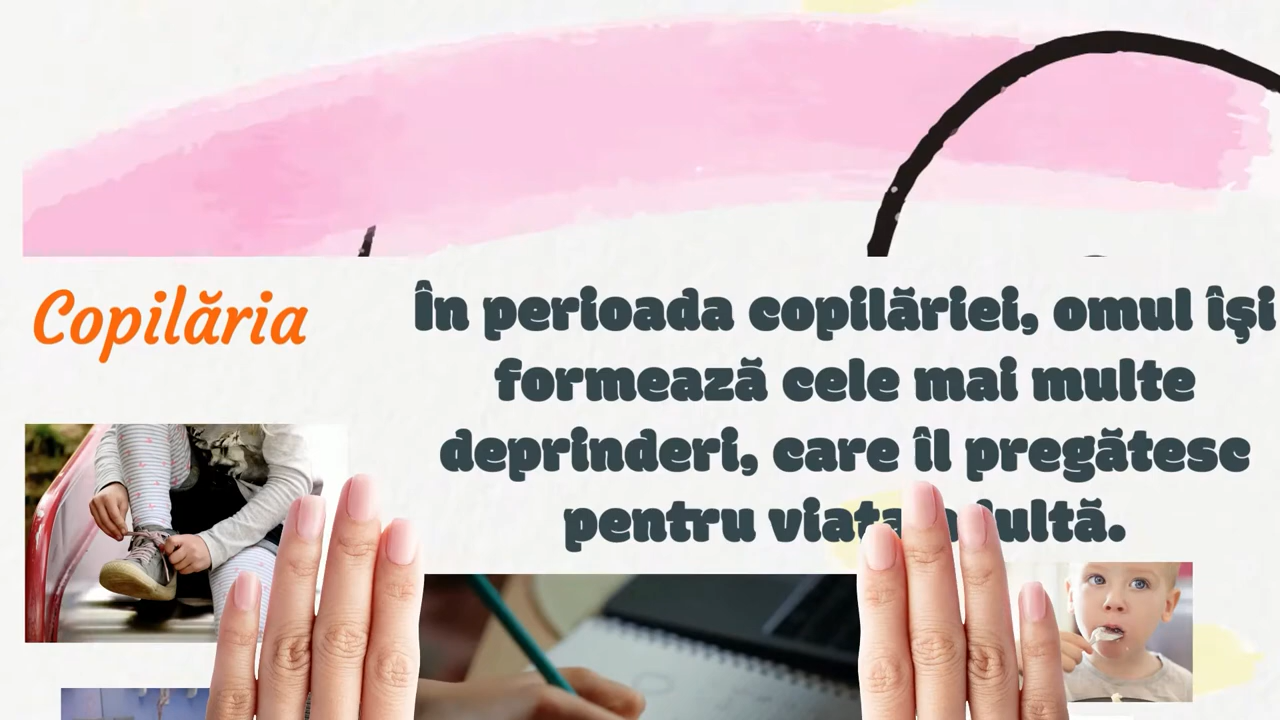 Copilăria
În perioada copilăriei, omul își
formează cele mai multe
deprinderi, care îl pregătesc
pentru